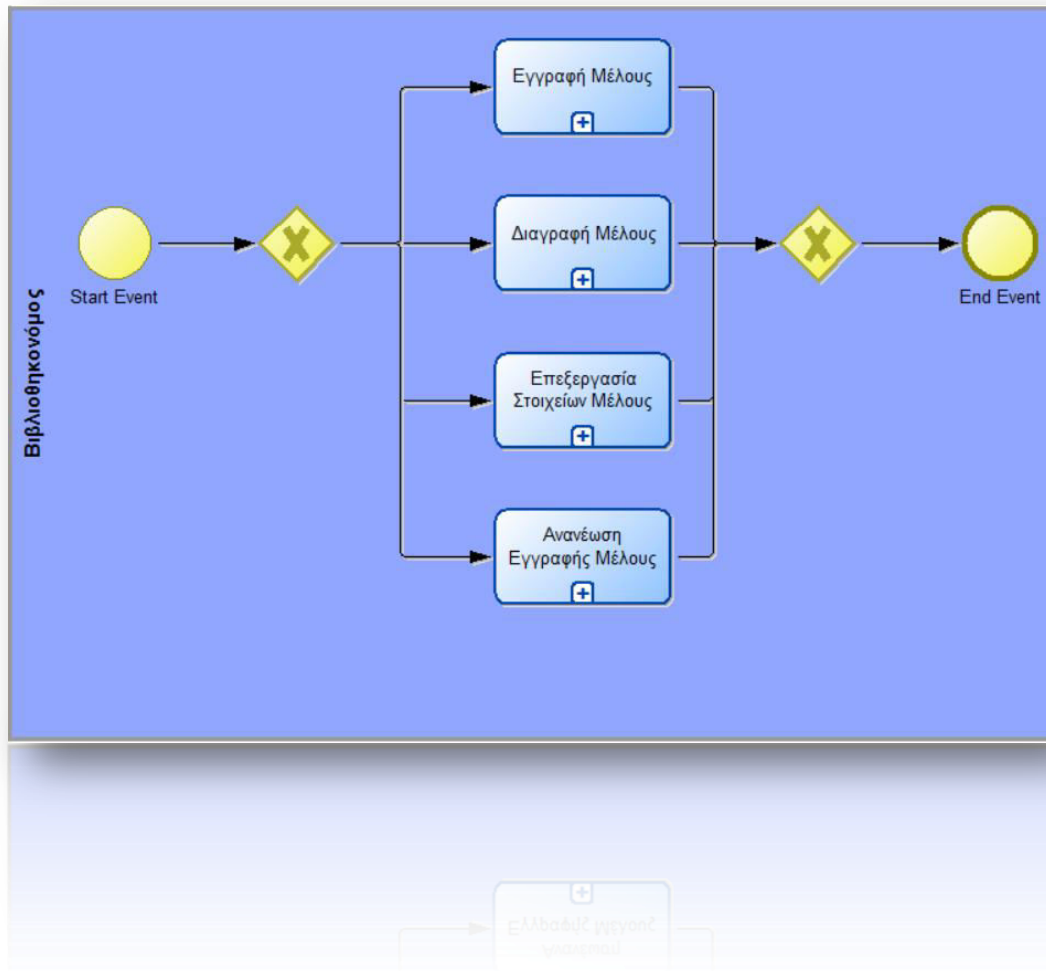 Εγγραφή Μέλους
Διαγραφή Μέλους
Start Event
End Event
Βιβλιοθηκονόμος
Επεξεργασία
Στοιχείων Μέλους
Ανανέωση
Εγγραφής Μέλους